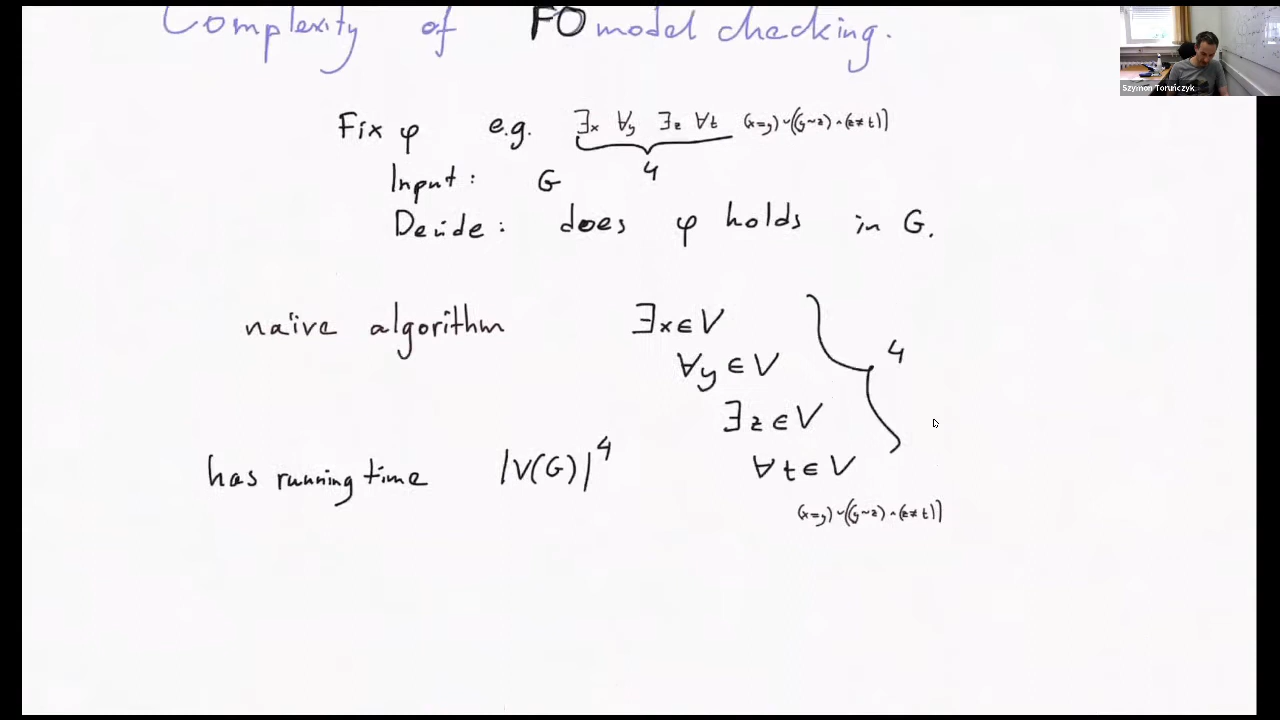 Complexity of FO model checking.
Szymon Toruńczyk
Fix φ e.g. ∃x ∀y ∃z ∀t (x=y)∨((y~z)∧(z≠t))
4
Input: G
Decide: does φ holds in G.
naïve algorithm ∃x∈V
∀y∈V
4
∃z∈V
∀t∈V
has running time |V(G)|⁴
(x=y)∨((y~z)∧(z≠t))